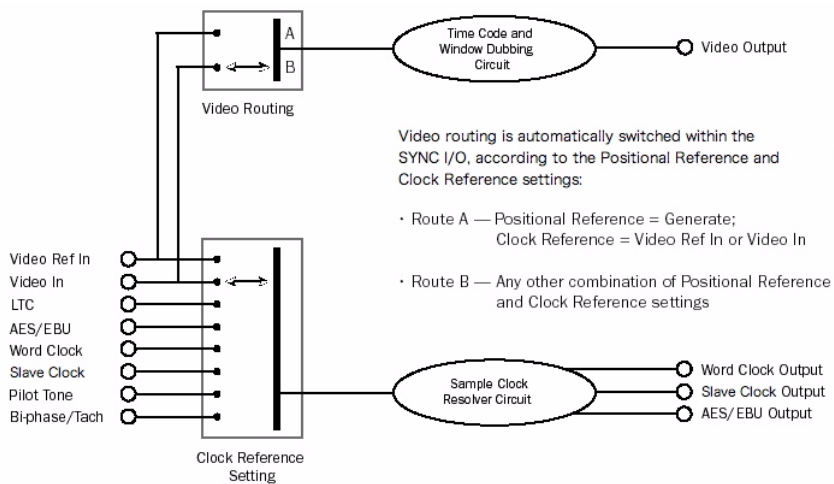 A
B
Video Routing
Time Code and
Window Dubbing
Circuit
Video Output
Video routing is automatically switched within the
SYNC I/O, according to the Positional Reference and
Clock Reference settings:
· Route A — Positional Reference = Generate;
Clock Reference = Video Ref In or Video In
· Route B — Any other combination of Positional Reference
and Clock Reference settings
Video Ref In
Video In
LTC
AES/EBU
Word Clock
Slave Clock
Pilot Tone
Bi-phase/Tach
Clock Reference
Setting
Sample Clock
Resolver Circuit
Word Clock Output
Slave Clock Output
AES/EBU Output